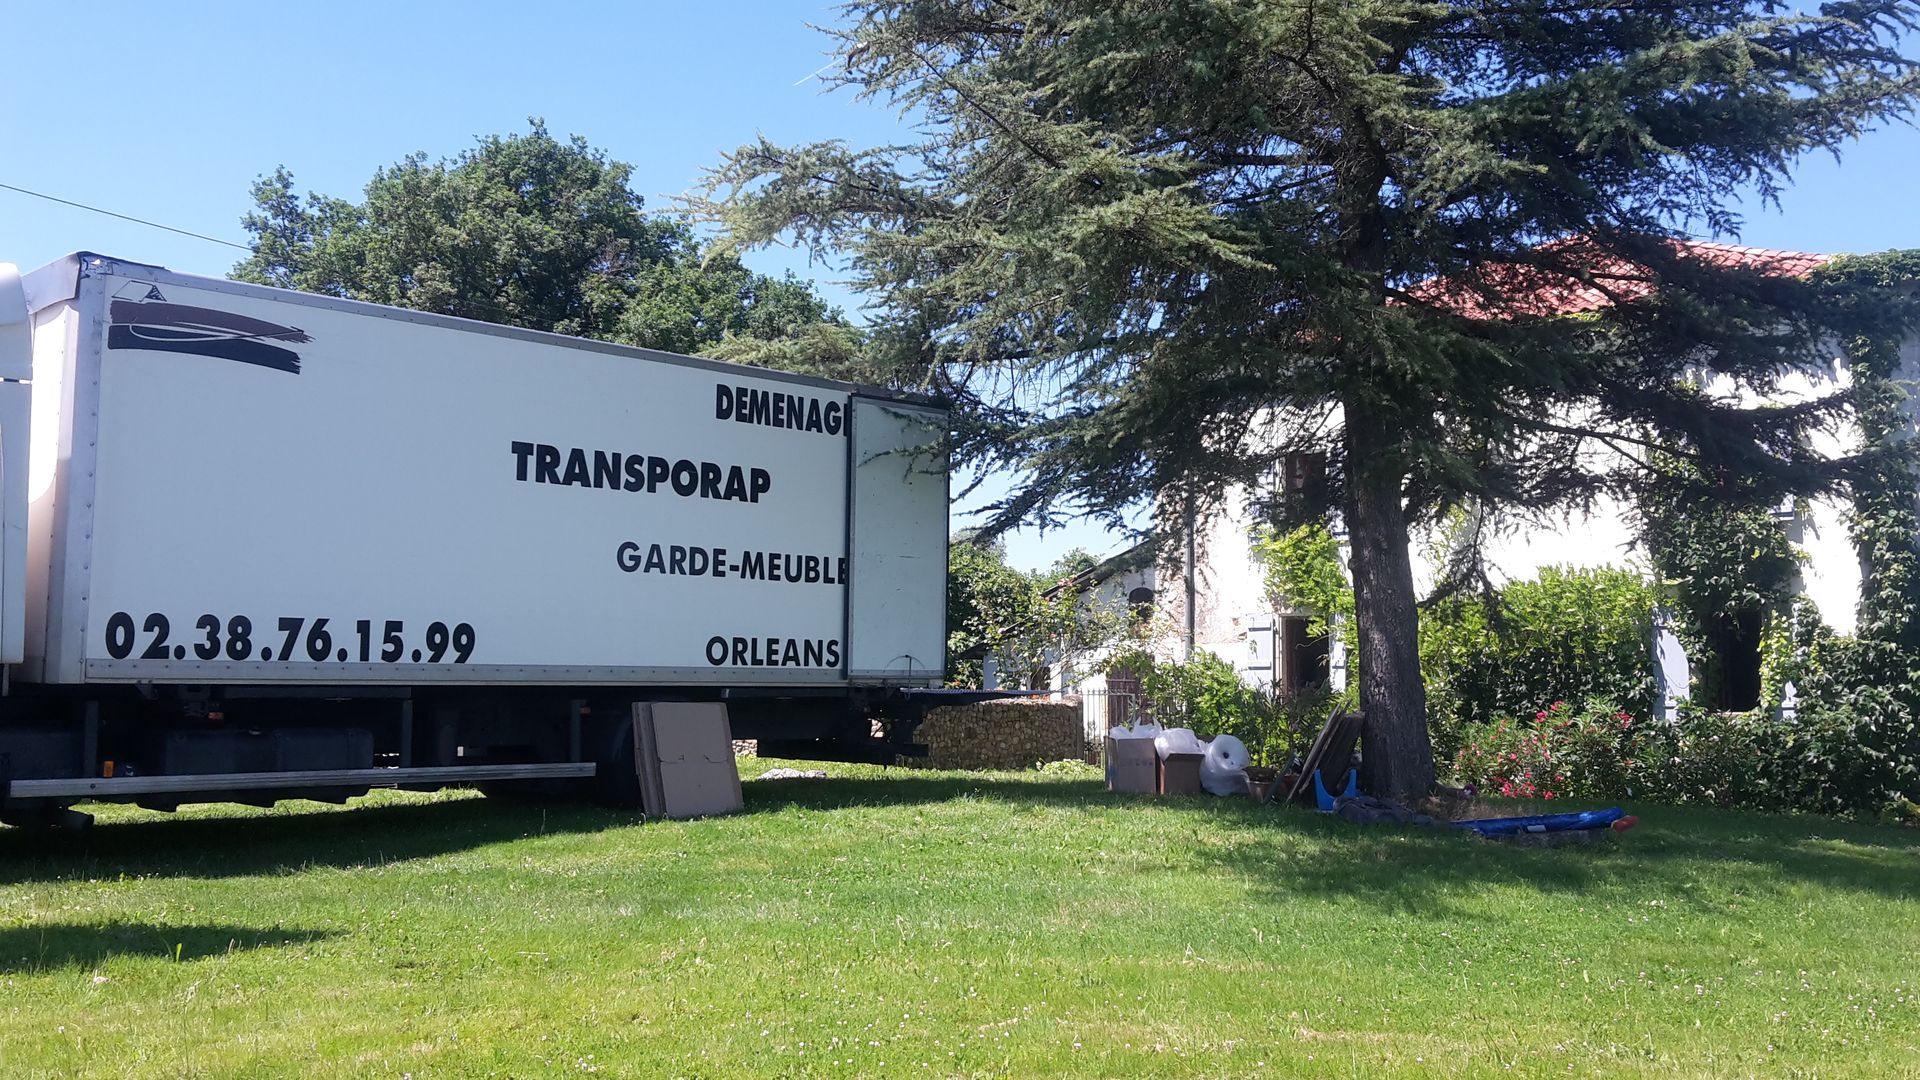 DEMENAG
TRANSPORAP
GARDE-MEUBLE
02.38.76.15.99
ORLEANS